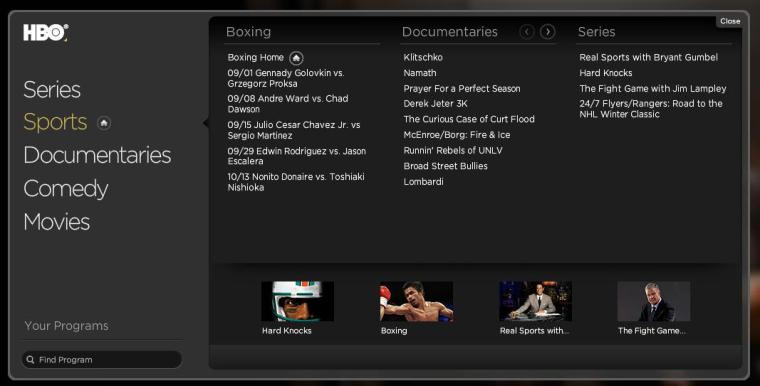 HBO®
Close
Series
Sports
Documentaries
Comedy
Movies
Your Programs
Find Program
Boxing
Boxing Home
09/01 Gennady Golovkin vs.
Grzegorz Proksa
09/08 Andre Ward vs. Chad
Dawson
09/15 Julio Cesar Chavez Jr. vs
Sergio Martinez
09/29 Edwin Rodriguez vs. Jason
Escalera
10/13 Nonito Donaire vs. Toshiaki
Nishioka
Documentaries
Klitschko
Namath
Prayer For a Perfect Season
Derek Jeter 3K
The Curious Case of Curt Flood
McEnroe/Borg: Fire & Ice
Runnin' Rebels of UNLV
Broad Street Bullies
Lombardi
Series
Real Sports with Bryant Gumbel
Hard Knocks
The Fight Game with Jim Lampley
24/7 Flyers/Rangers: Road to the
NHL Winter Classic
Hard Knocks
Boxing
Real Sports with...
The Fight Game...